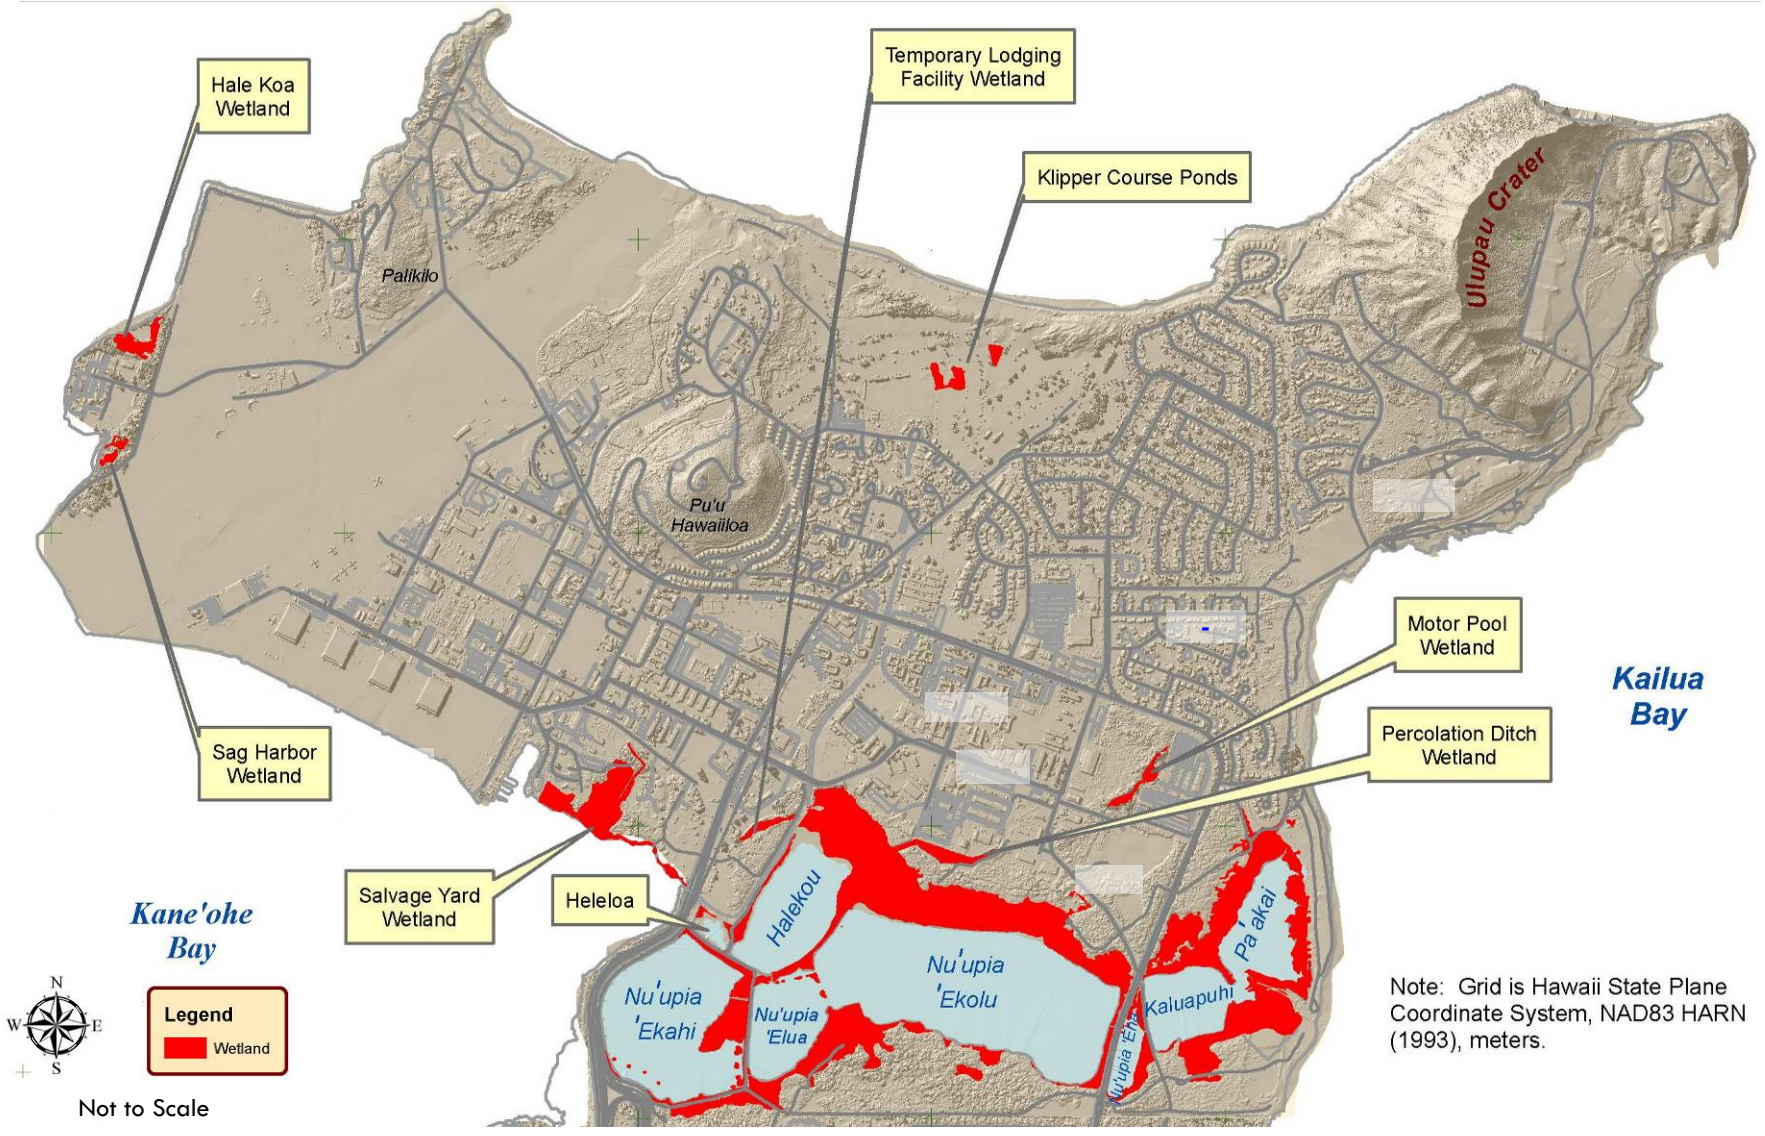 Hale Koa
Wetland
Temporary Lodging
Facility Wetland
Klipper Course Ponds
Ulupau Crater
Palikilo
Pu'u
Hawaiiloa
Motor Pool
Wetland
Kailua
Bay
Percolation Ditch
Wetland
Sag Harbor
Wetland
Salvage Yard
Wetland
Heleloa
Kane'ohe
Bay
Halekou
Pa'akai
Nu'upia
'Ekahi
Nu'upia
'Elua
Nu'upia
'Ekolu
Kaluapuhi
Nu'upia 'Eha
N
W
E
S
Legend
Wetland
Not to Scale
Note: Grid is Hawaii State Plane
Coordinate System, NAD83 HARN
(1993), meters.